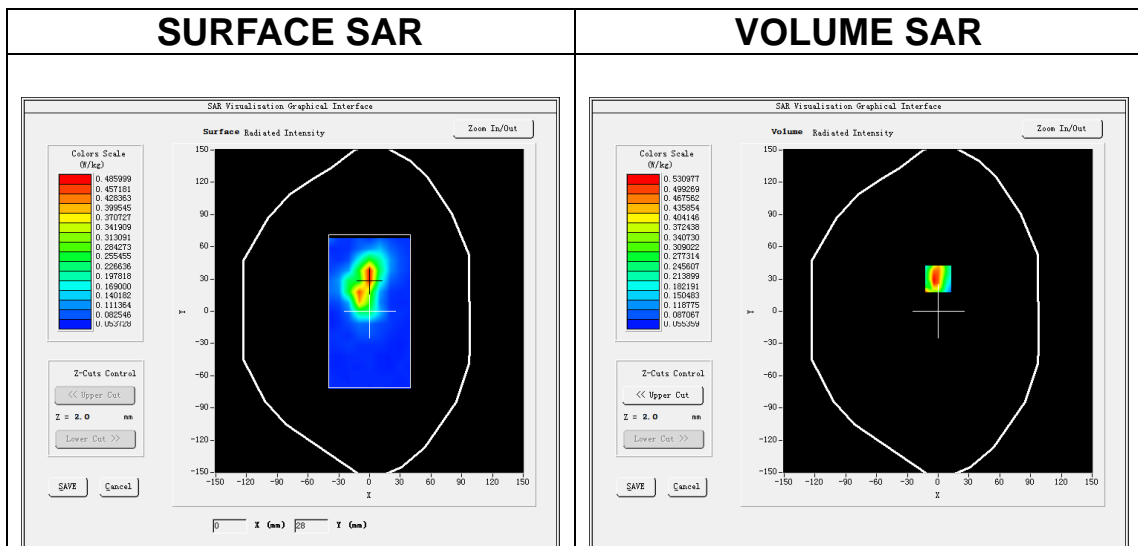 SURFACE SAR
VOLUME SAR
SAR Visualisation Graphical Interface
Surface Radiated Intensity
Zoom In/Out
Colors Scale
(W/kg)
0.485999
0.457181
0.428363
0.399545
0.370727
0.341909
0.313091
0.284273
0.255455
0.226636
0.197818
0.169000
0.140182
0.111364
0.082546
0.053728
150
120
90
60
30
0
-30
-60
-90
-120
-150
Y
-150 -120 -90 -60 -30 0 30 60 90 120 150
X
Z-Cuts Control
<< Upper Cut
Z = 2.0 mm
Lower Cut >>
SAVE Cancel
0 X (mm) 28 Y (mm)
SAR Visualisation Graphical Interface
Volume Radiated Intensity
Zoom In/Out
Colors Scale
(W/kg)
0.530977
0.499269
0.467562
0.435854
0.404146
0.372438
0.340730
0.309022
0.277314
0.245607
0.213899
0.182191
0.150483
0.118775
0.087067
0.055359
150
120
90
60
30
0
-30
-60
-90
-120
-150
Y
-150 -120 -90 -60 -30 0 30 60 90 120 150
X
Z-Cuts Control
<< Upper Cut
Z = 2.0 mm
Lower Cut >>
SAVE Cancel